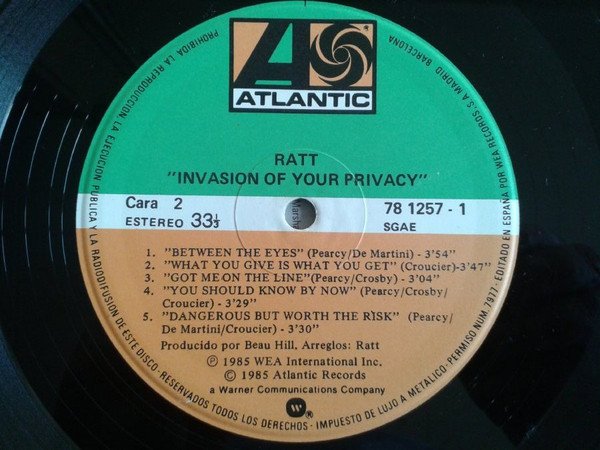 ATLANTIC
RATT
"INVASION OF YOUR PRIVACY"
Cara 2
ESTEREO 33⅓
78 1257 - 1
SGAE
1. "BETWEEN THE EYES" (Pearcy/De Martini) - 3'54"
2. "WHAT YOU GIVE IS WHAT YOU GET" (Croucier)-3'47"
3. "GOT ME ON THE LINE"(Pearcy/Crosby) - 3'04"
4. "YOU SHOULD KNOW BY NOW" (Pearcy/Crosby/
Croucier) - 3'29"
5. "DANGEROUS BUT WORTH THE RISK" (Pearcy/
De Martini/Croucier) - 3'30"
Producido por Beau Hill, Arreglos: Ratt
Ⓟ 1985 WEA International Inc.
© 1985 Atlantic Records
a Warner Communications Company
PROHIBIDA LA REPRODUCCION LA EJECUCION PUBLICA Y LA RADIODIFUSION DE ESTE DISCO - RESERVADOS TODOS LOS DERECHOS - IMPUESTO DE LUJO A METALICO - PERMISO NUM. 7977 - EDITADO EN ESPAÑA POR WEA RECORDS, S.A MADRID BARCELONA